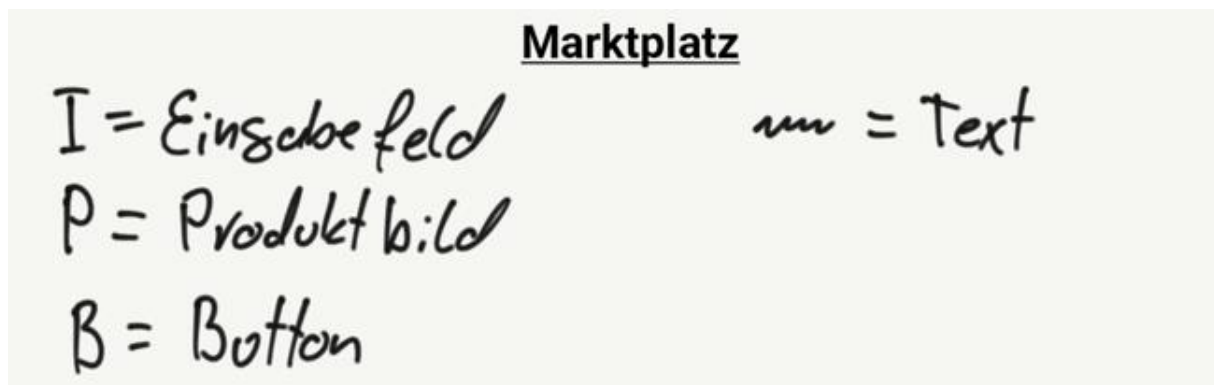 Marktplatz
I = Eingabefeld
= Text
P = Produktbild
B = Button